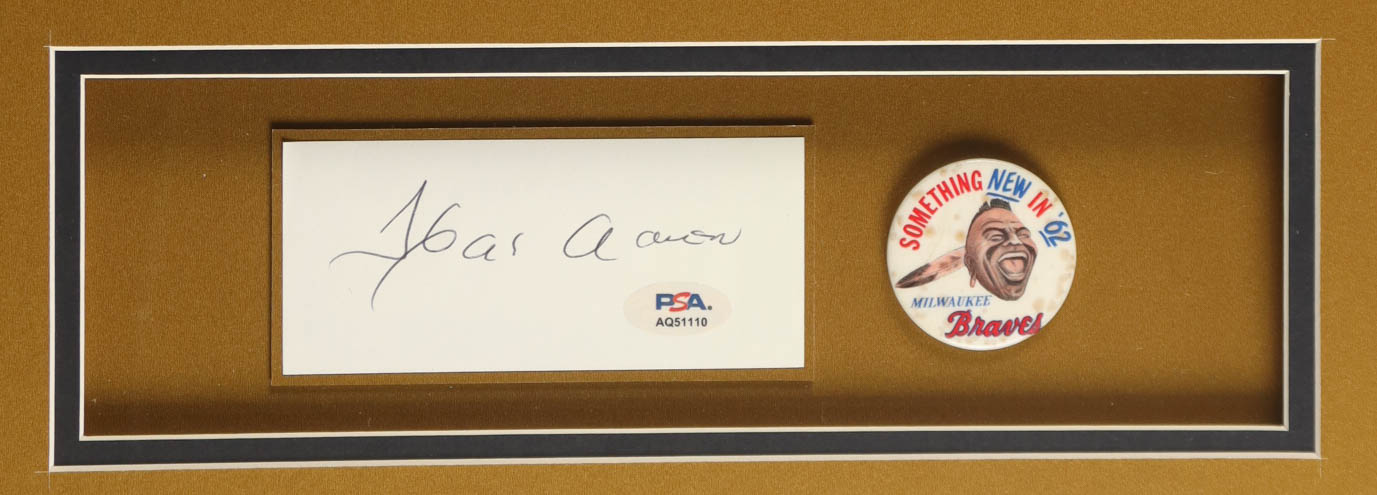 Hank Aaron
PSA.
AQ51110
SOMETHING NEW IN '62
MILWAUKEE
Braves